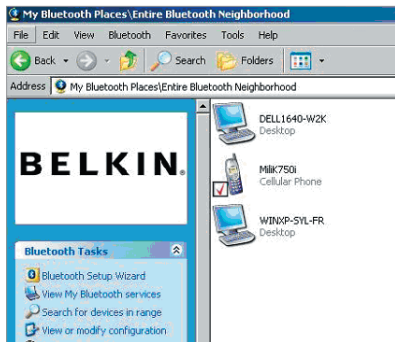 My Bluetooth Places\Entire Bluetooth Neighborhood
File Edit View Bluetooth Favorites Tools Help
Back Search Folders
Address My Bluetooth Places\Entire Bluetooth Neighborhood
BELKIN.
Bluetooth Tasks
Bluetooth Setup Wizard
View My Bluetooth services
Search for devices in range
View or modify configuration
DELL1640-W2K
Desktop
MiliK750i
Cellular Phone
WINXP-SYL-FR
Desktop